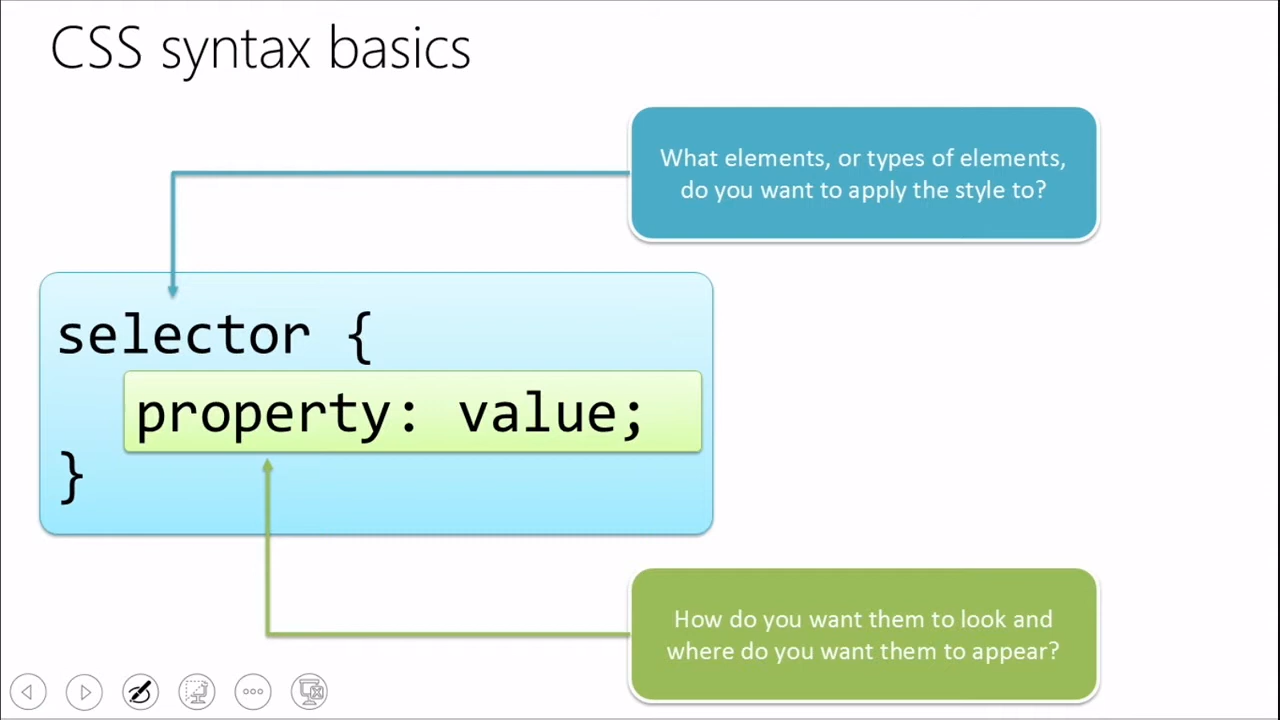 CSS syntax basics
What elements, or types of elements,
do you want to apply the style to?
selector {
property: value;
}
How do you want them to look and
where do you want them to appear?